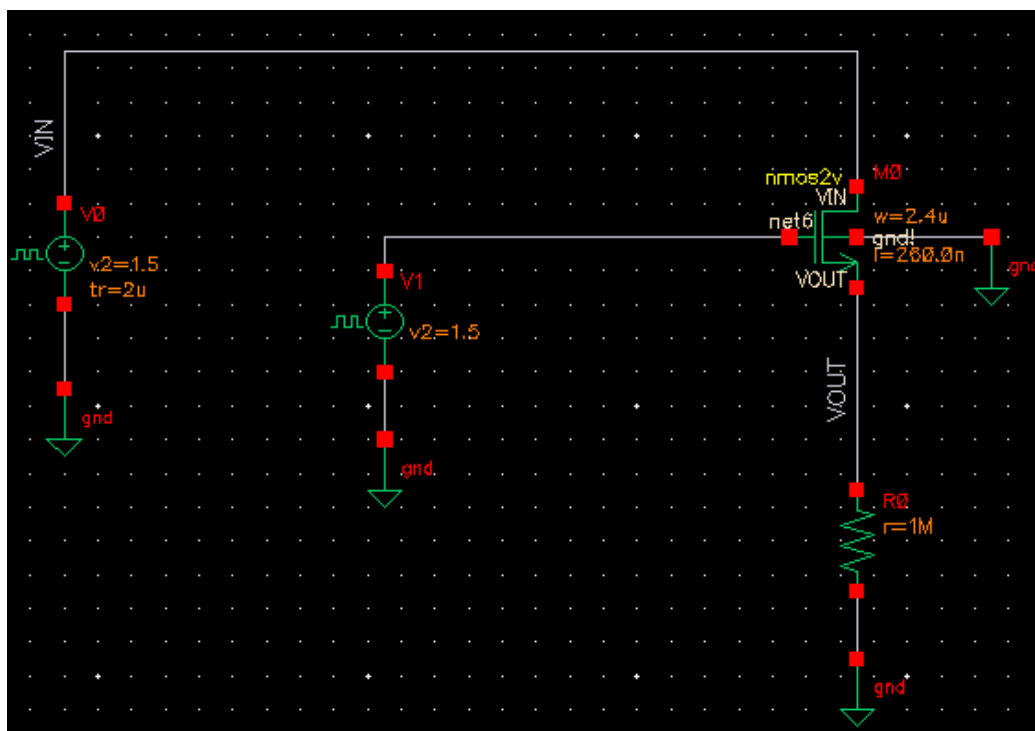 VIN
V0
v2=1.5
tr=2u
gnd
V1
v2=1.5
gnd
nmos2v
M0
VIN
net6
w=2.4u
gnd!
l=260.0n
VOUT
gnd
VOUT
R0
r=1M
gnd